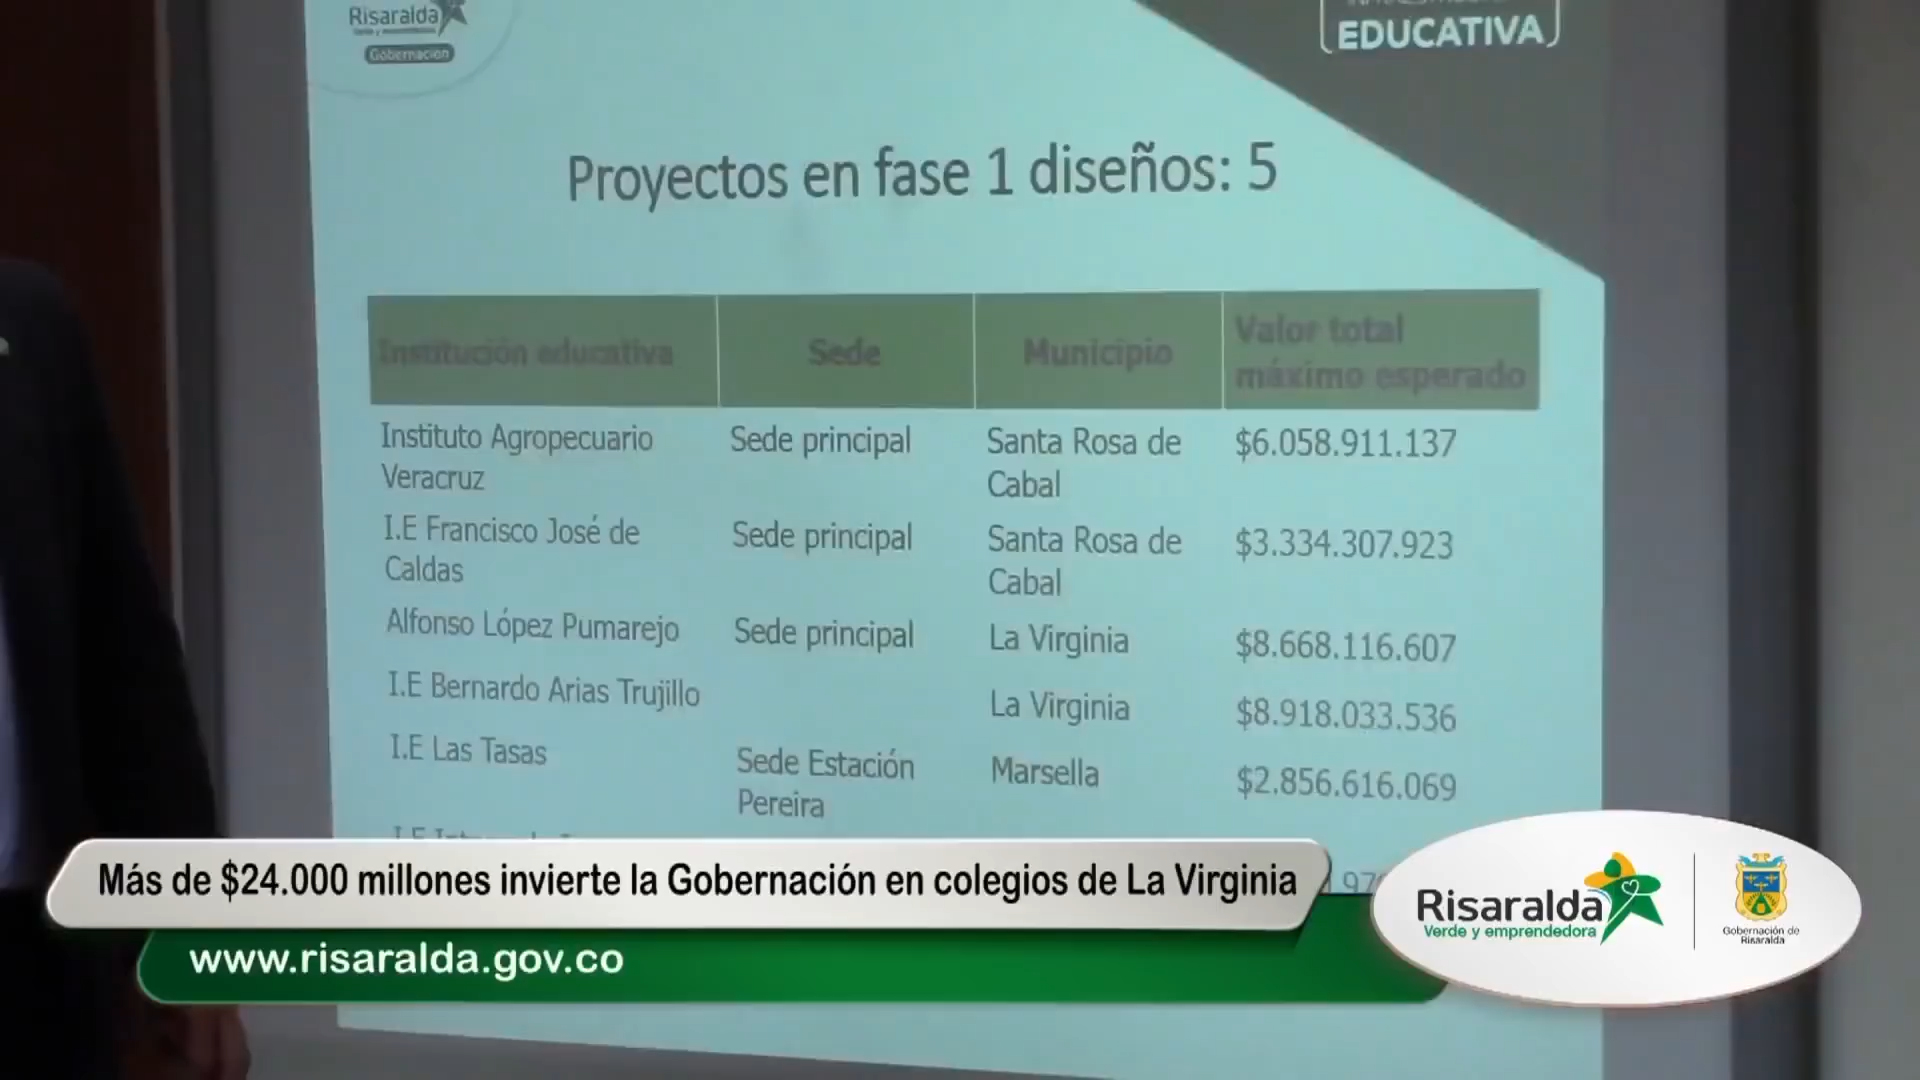 Risaralda
Verde y emprendedora
Gobernación
EDUCATIVA
Proyectos en fase 1 diseños: 5
Institución educativa
Sede
Municipio
Valor total
máximo esperado
Instituto Agropecuario
Veracruz
Sede principal
Santa Rosa de
Cabal
$6.058.911.137
I.E Francisco José de
Caldas
Sede principal
Santa Rosa de
Cabal
$3.334.307.923
Alfonso López Pumarejo
Sede principal
La Virginia
$8.668.116.607
I.E Bernardo Arias Trujillo
La Virginia
$8.918.033.536
I.E Las Tasas
Sede Estación
Pereira
Marsella
$2.856.616.069
Más de $24.000 millones invierte la Gobernación en colegios de La Virginia
www.risaralda.gov.co
Risaralda
Verde y emprendedora
Gobernación de
Risaralda